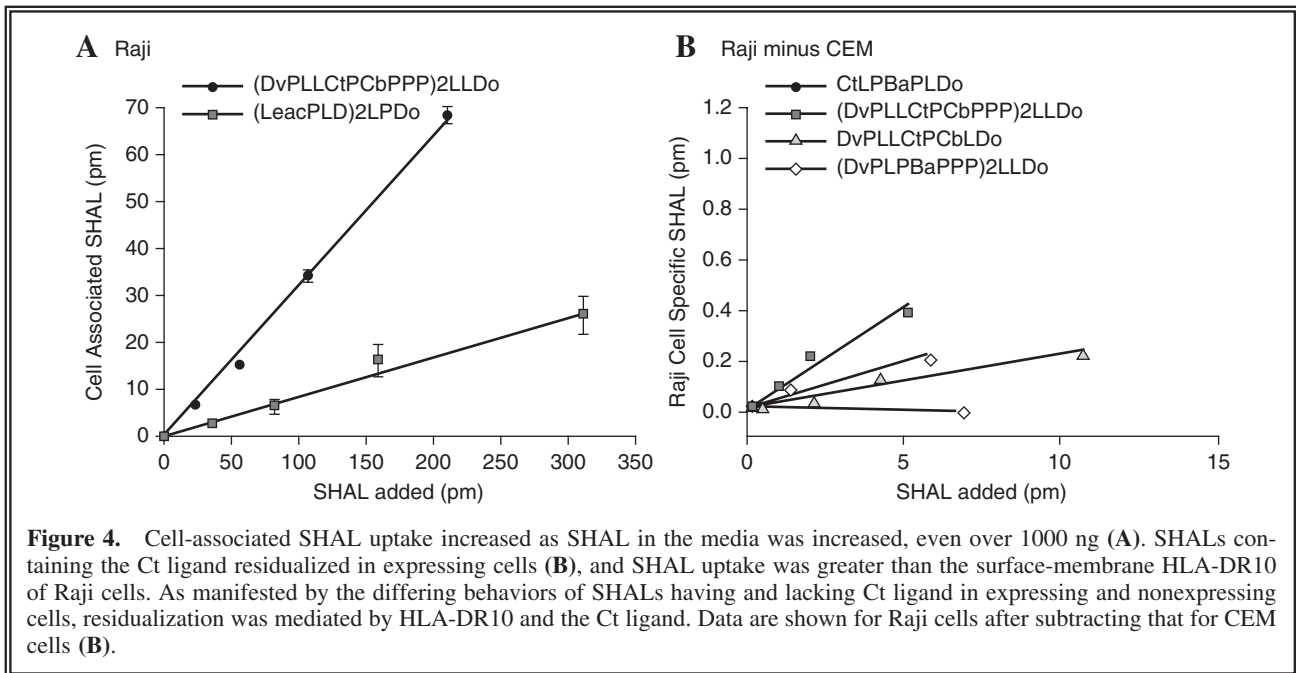 A Raji
(DvPLLCtPCbPPP)2LLDo
(LeacPLD)2LPDo
Cell Associated SHAL (pm)
70
60
50
40
30
20
10
0
0 50 100 150 200 250 300 350
SHAL added (pm)
B Raji minus CEM
CtLPBaPLDo
(DvPLLCtPCbPPP)2LLDo
DvPLLCtPCbLDo
(DvPLPBaPPP)2LLDo
Raji Cell Specific SHAL (pm)
1.2
1.0
0.8
0.6
0.4
0.2
0.0
0 5 10 15
SHAL added (pm)
Figure 4. Cell-associated SHAL uptake increased as SHAL in the media was increased, even over 1000 ng (A). SHALs con-
taining the Ct ligand residualized in expressing cells (B), and SHAL uptake was greater than the surface-membrane HLA-DR10
of Raji cells. As manifested by the differing behaviors of SHALs having and lacking Ct ligand in expressing and nonexpressing
cells, residualization was mediated by HLA-DR10 and the Ct ligand. Data are shown for Raji cells after subtracting that for CEM
cells (B).